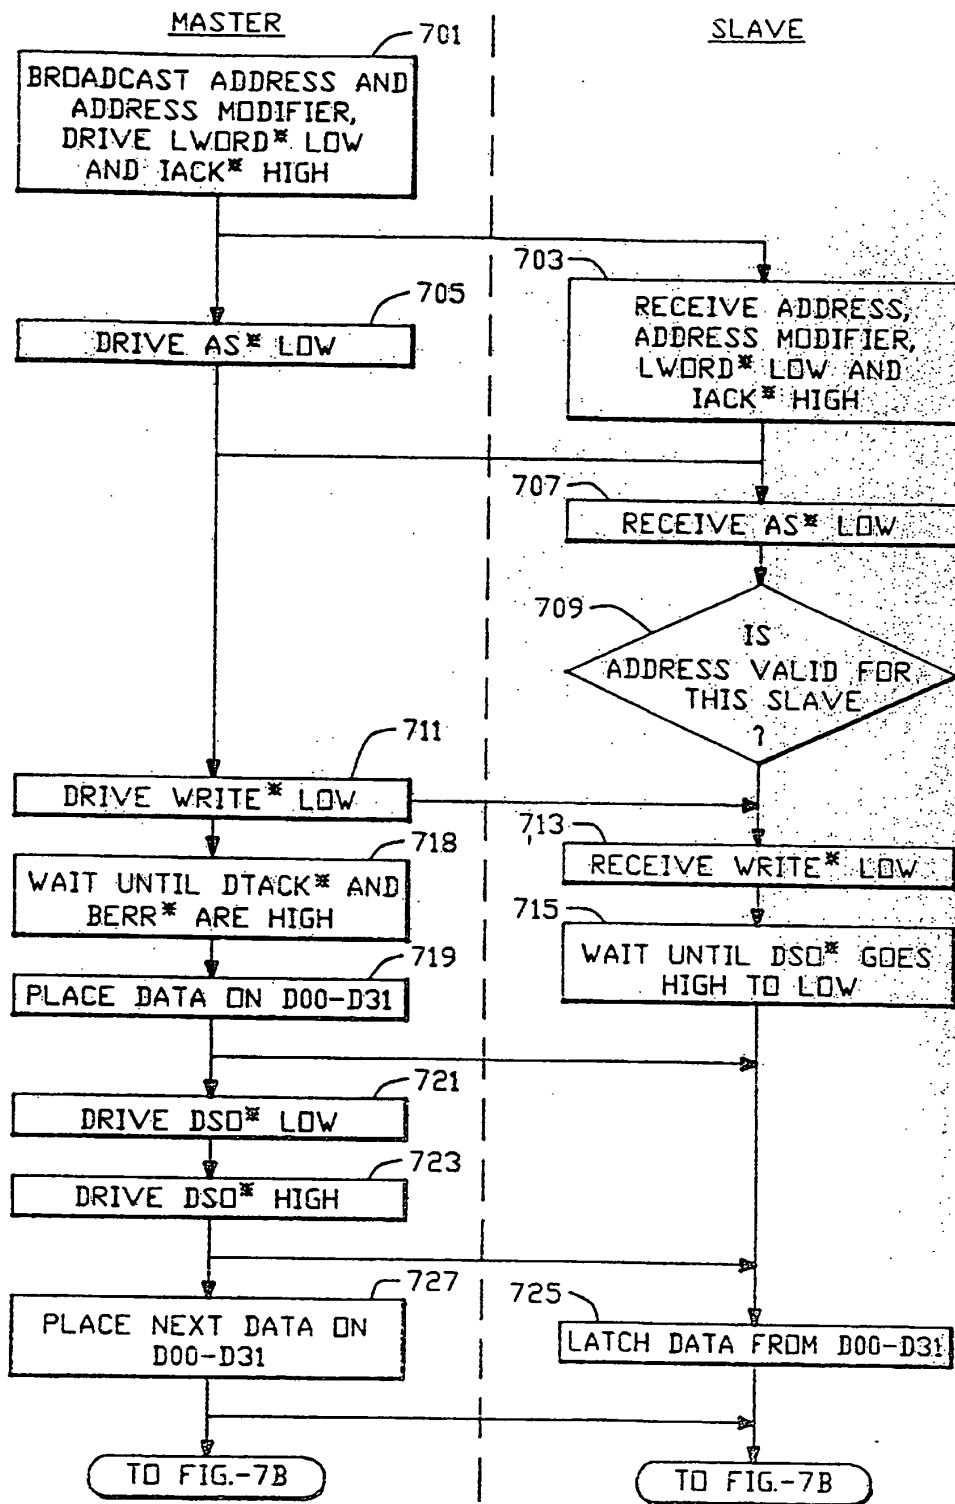 MASTER
SLAVE
701
BROADCAST ADDRESS AND
ADDRESS MODIFIER,
DRIVE LWORD* LOW
AND IACK* HIGH
703
RECEIVE ADDRESS,
ADDRESS MODIFIER,
LWORD* LOW AND
IACK* HIGH
705
DRIVE AS* LOW
707
RECEIVE AS* LOW
709
IS
ADDRESS VALID FOR
THIS SLAVE
?
711
DRIVE WRITE* LOW
713
RECEIVE WRITE* LOW
718
WAIT UNTIL DTACK* AND
BERR* ARE HIGH
715
WAIT UNTIL DSO* GOES
HIGH TO LOW
719
PLACE DATA ON D00-D31
721
DRIVE DSO* LOW
723
DRIVE DSO* HIGH
727
PLACE NEXT DATA ON
D00-D31
725
LATCH DATA FROM D00-D31
TO FIG.-7B
TO FIG.-7B